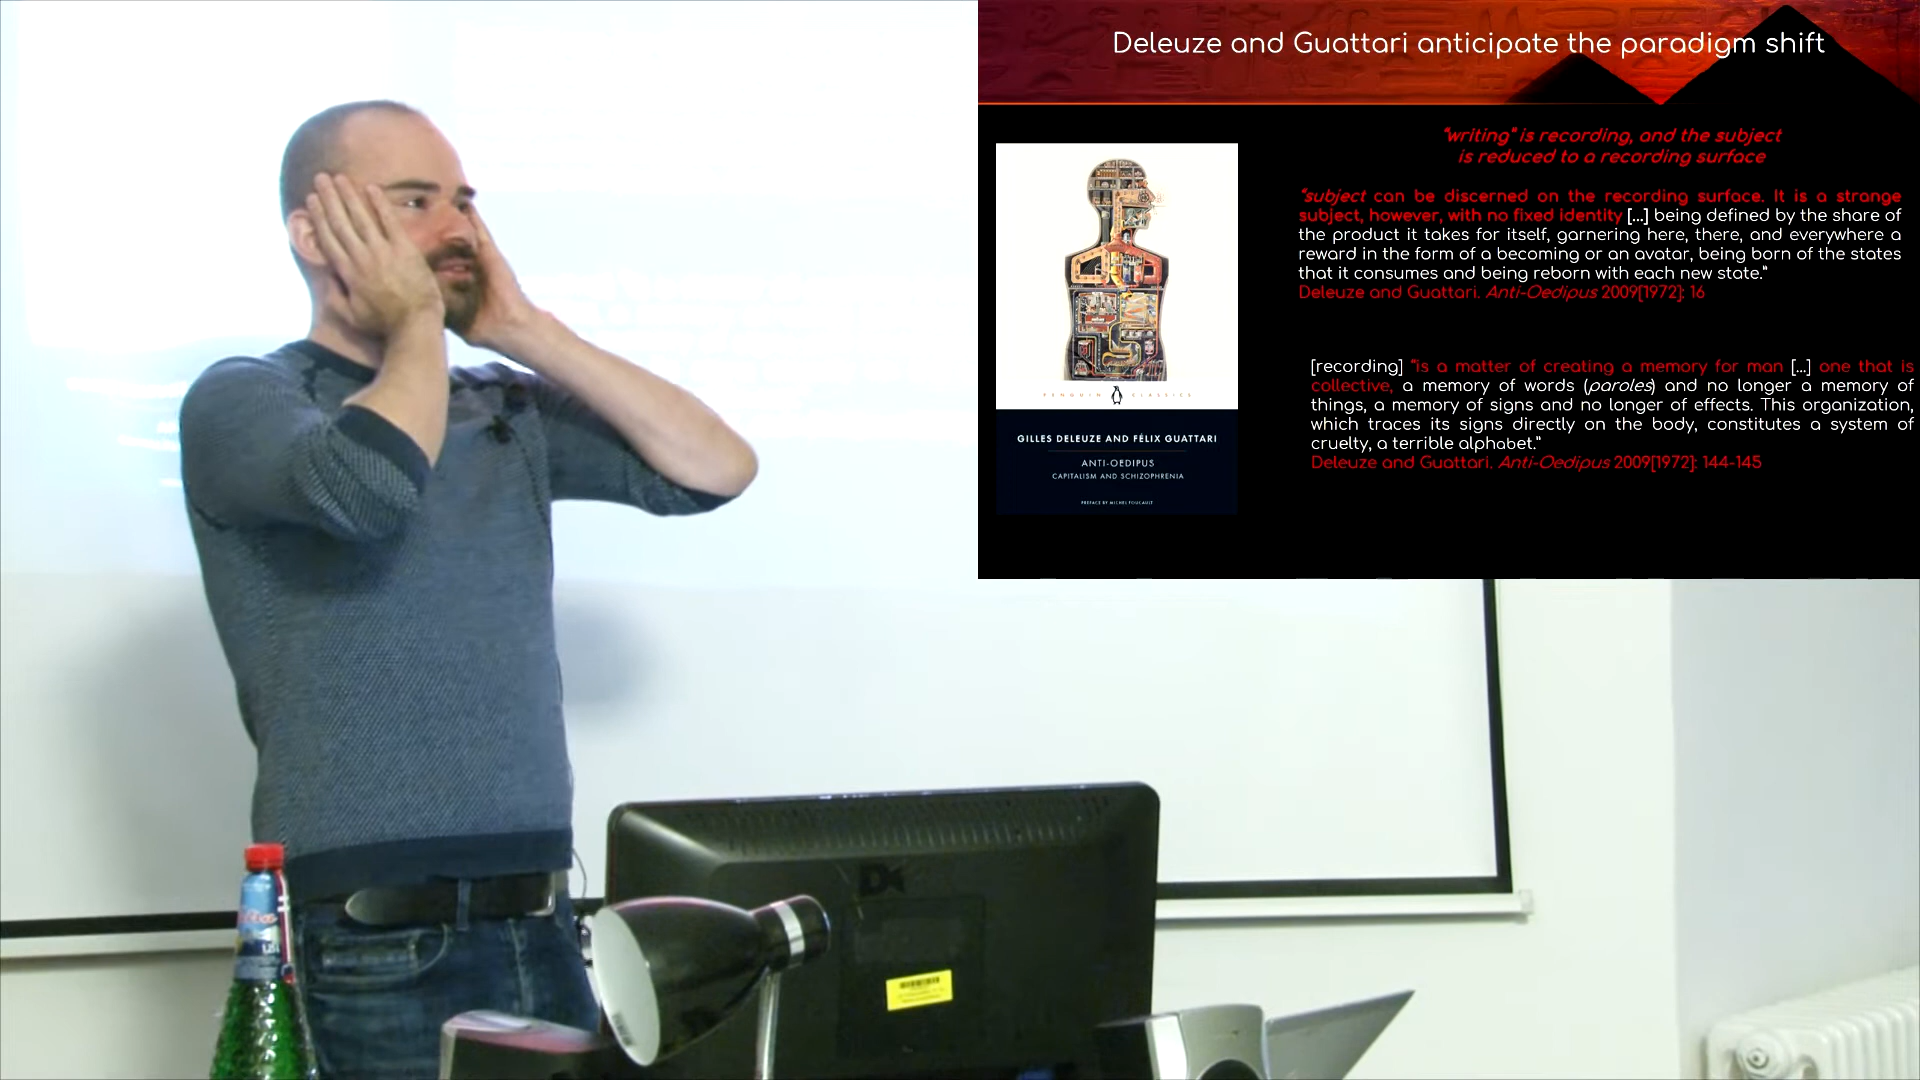 Deleuze and Guattari anticipate the paradigm shift
"writing" is recording, and the subject
is reduced to a recording surface
"subject can be discerned on the recording surface. It is a strange
subject, however, with no fixed identity [...] being defined by the share of
the product it takes for itself, garnering here, there, and everywhere a
reward in the form of a becoming or an avatar, being born of the states
that it consumes and being reborn with each new state."
Deleuze and Guattari. Anti-Oedipus 2009[1972]: 16
[recording] "is a matter of creating a memory for man [...] one that is
collective, a memory of words (paroles) and no longer a memory of
things, a memory of signs and no longer of effects. This organization,
which traces its signs directly on the body, constitutes a system of
cruelty, a terrible alphabet."
Deleuze and Guattari. Anti-Oedipus 2009[1972]: 144-145
PENGUIN CLASSICS
GILLES DELEUZE AND FÉLIX GUATTARI
ANTI-OEDIPUS
CAPITALISM AND SCHIZOPHRENIA
PREFACE BY MICHEL FOUCAULT